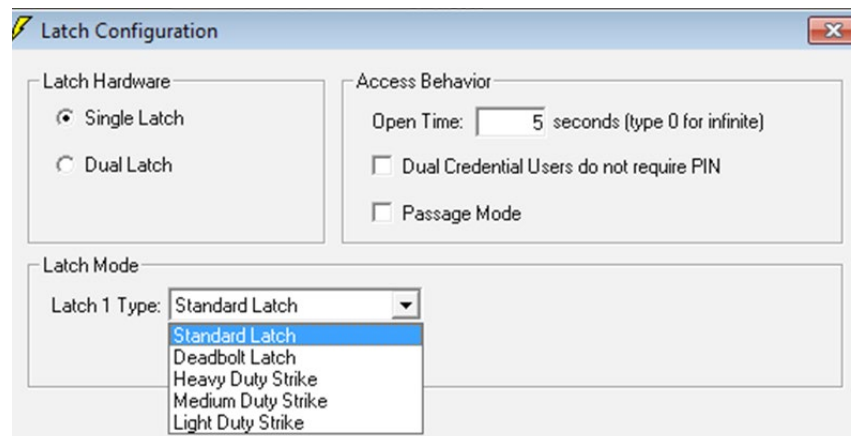 Latch Configuration
Latch Hardware
Single Latch
Dual Latch
Access Behavior
Open Time: 5 seconds (type 0 for infinite)
Dual Credential Users do not require PIN
Passage Mode
Latch Mode
Latch 1 Type: Standard Latch
Standard Latch
Deadbolt Latch
Heavy Duty Strike
Medium Duty Strike
Light Duty Strike